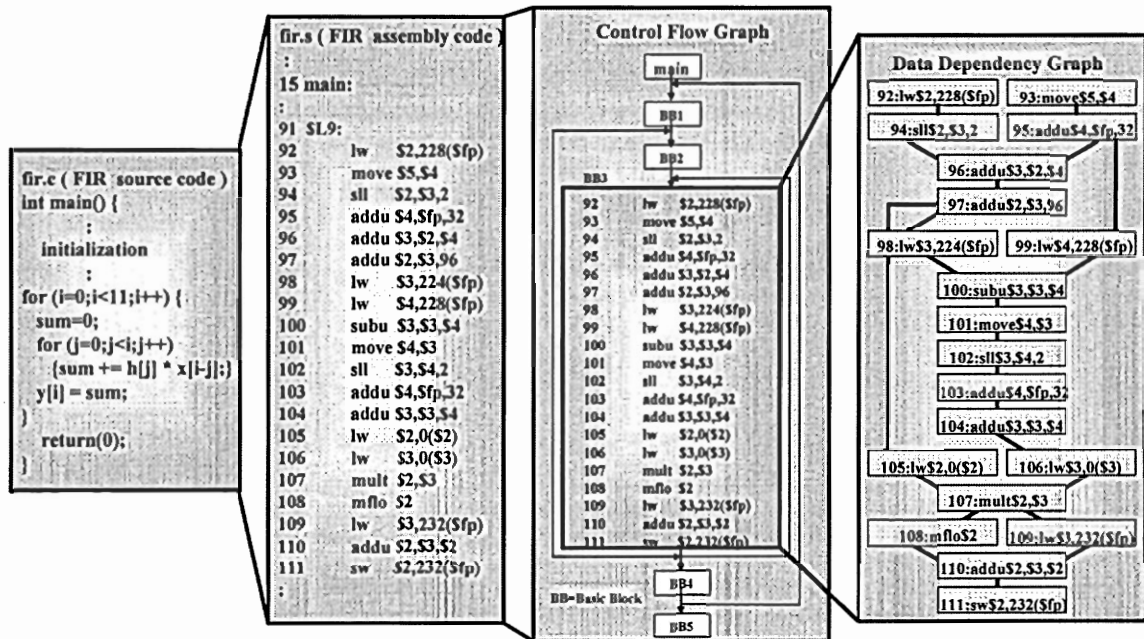 fir.c ( FIR source code )
int main() {
:
initialization
:
for (i=0;i<11;i++) {
sum=0;
for (j=0;j<i;j++)
{sum += h[j] * x[i-j];}
y[i] = sum;
}
return(0);
}
fir.s ( FIR assembly code )
:
15 main:
:
91 $L9:
92 lw $2,228($fp)
93 move $5,$4
94 sll $2,$3,2
95 addu $4,$fp,32
96 addu $3,$2,$4
97 addu $2,$3,96
98 lw $3,224($fp)
99 lw $4,228($fp)
100 subu $3,$3,$4
101 move $4,$3
102 sll $3,$4,2
103 addu $4,$fp,32
104 addu $3,$3,$4
105 lw $2,0($2)
106 lw $3,0($3)
107 mult $2,$3
108 mflo $2
109 lw $3,232($fp)
110 addu $2,$3,$2
111 sw $2,232($fp)
:
Control Flow Graph
main
BB1
BB2
BB3
92 lw $2,228($fp)
93 move $5,$4
94 sll $2,$3,2
95 addu $4,$fp,32
96 addu $3,$2,$4
97 addu $2,$3,96
98 lw $3,224($fp)
99 lw $4,228($fp)
100 subu $3,$3,$4
101 move $4,$3
102 sll $3,$4,2
103 addu $4,$fp,32
104 addu $3,$3,$4
105 lw $2,0($2)
106 lw $3,0($3)
107 mult $2,$3
108 mflo $2
109 lw $3,232($fp)
110 addu $2,$3,$2
111 sw $2,232($fp)
BB4
BB=Basic Block
BB5
Data Dependency Graph
92:lw$2,228($fp)
93:move$5,$4
94:sll$2,$3,2
95:addu$4,$fp,32
96:addu$3,$2,$4
97:addu$2,$3,96
98:lw$3,224($fp)
99:lw$4,228($fp)
100:subu$3,$3,$4
101:move$4,$3
102:sll$3,$4,2
103:addu$4,$fp,32
104:addu$3,$3,$4
105:lw$2,0($2)
106:lw$3,0($3)
107:mult$2,$3
108:mflo$2
109:lw$3,232($fp)
110:addu$2,$3,$2
111:sw$2,232($fp)